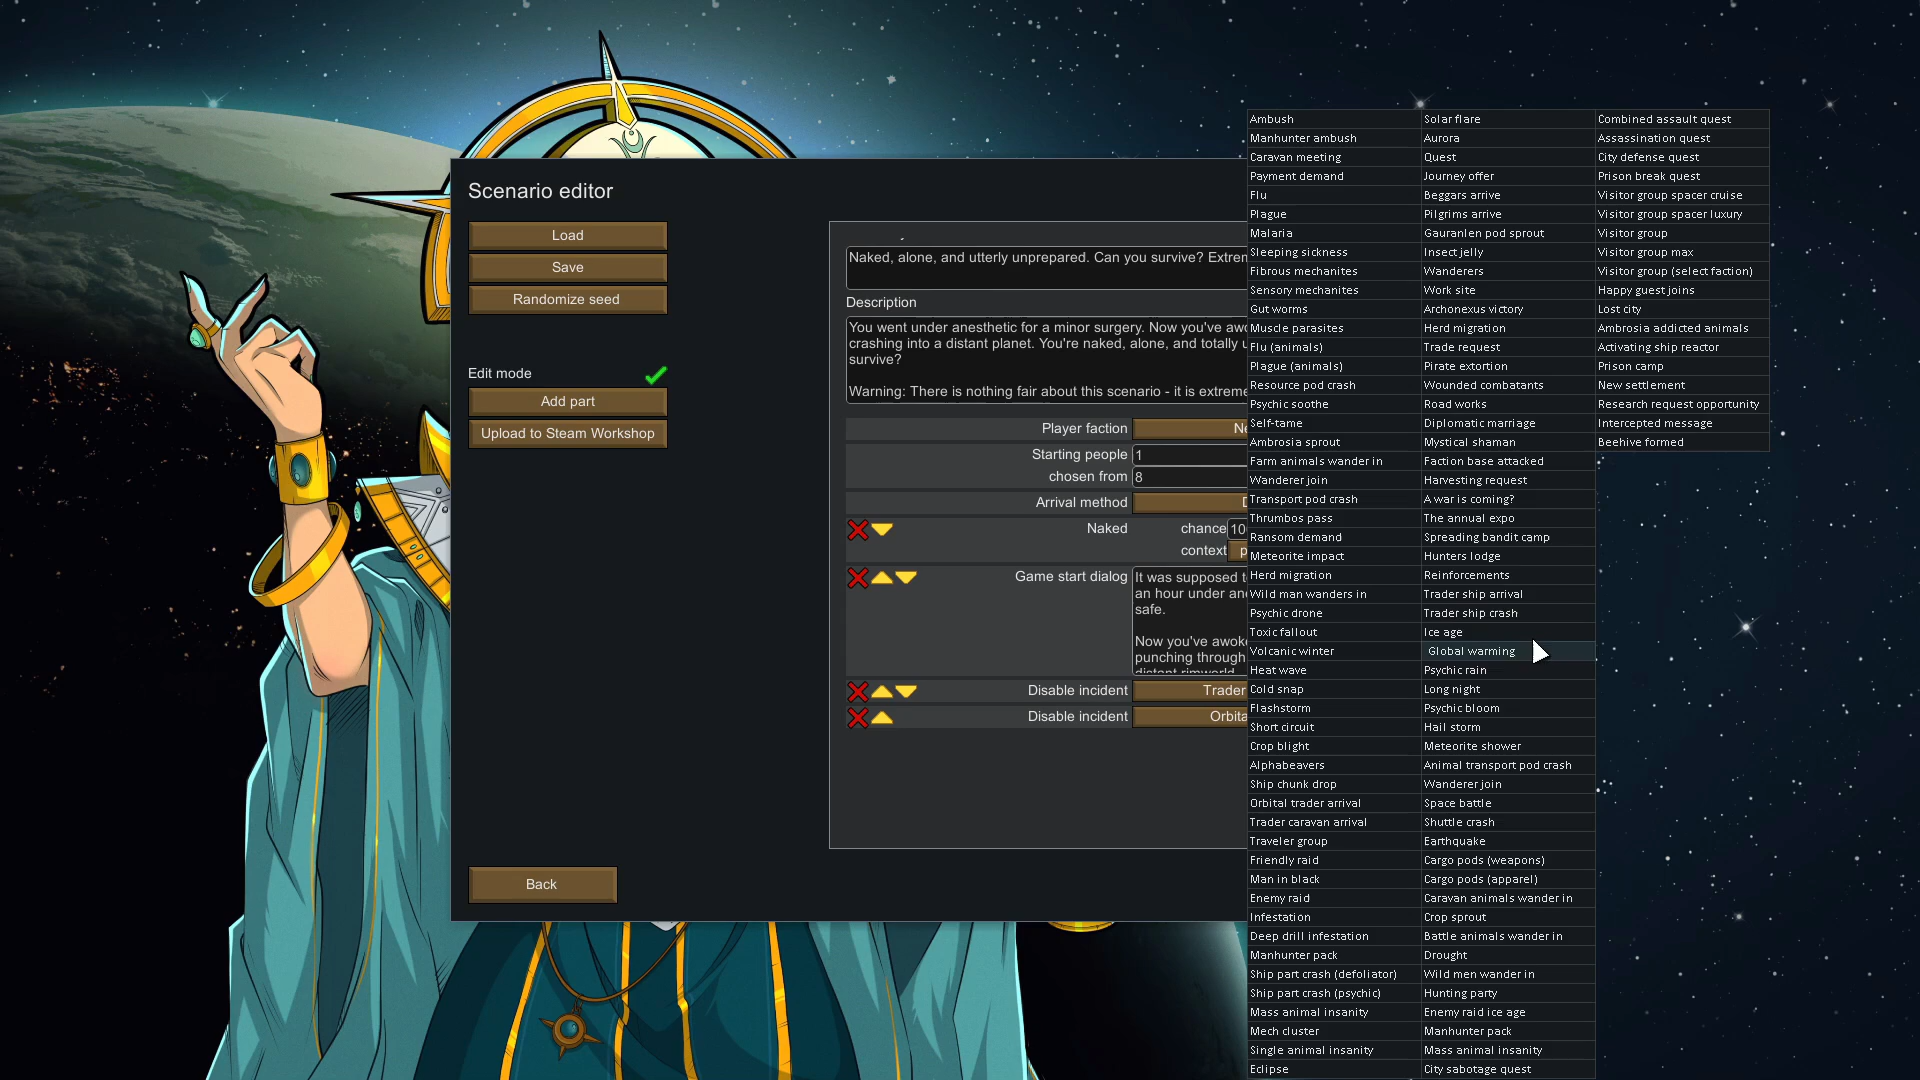 Scenario editor
Load
Save
Randomize seed
Edit mode
Add part
Upload to Steam Workshop
Back
Naked, alone, and utterly unprepared. Can you survive?
Description
You went under anesthetic for a minor surgery. Now you've
crashing into a distant planet. You're naked, alone, and totally
survive?
Warning: There is nothing fair about this scenario - it is
Player faction
Starting people 1
chosen from 8
Arrival method
Naked chance
context
Game start dialog
It was supposed
an hour under
safe.
Now you've
punching through
Disable incident Trader
Disable incident
Ambush
Manhunter ambush
Caravan meeting
Payment demand
Flu
Plague
Malaria
Sleeping sickness
Fibrous mechanites
Sensory mechanites
Gut worms
Muscle parasites
Flu (animals)
Plague (animals)
Resource pod crash
Psychic soothe
Self-tame
Ambrosia sprout
Farm animals wander in
Wanderer join
Transport pod crash
Thrumbos pass
Ransom demand
Meteorite impact
Herd migration
Wild man wanders in
Psychic drone
Toxic fallout
Volcanic winter
Heat wave
Cold snap
Flashstorm
Short circuit
Crop blight
Alphabeavers
Ship chunk drop
Orbital trader arrival
Trader caravan arrival
Traveler group
Friendly raid
Man in black
Enemy raid
Infestation
Deep drill infestation
Manhunter pack
Ship part crash (defoliator)
Ship part crash (psychic)
Mass animal insanity
Mech cluster
Single animal insanity
Eclipse
Solar flare
Aurora
Quest
Journey offer
Beggars arrive
Pilgrims arrive
Gauranlen pod sprout
Insect jelly
Wanderers
Work site
Archonexus victory
Herd migration
Trade request
Pirate extortion
Wounded combatants
Road works
Diplomatic marriage
Mystical shaman
Faction base attacked
Harvesting request
A war is coming?
The annual expo
Spreading bandit camp
Hunters lodge
Reinforcements
Trader ship arrival
Trader ship crash
Ice age
Global warming
Psychic rain
Long night
Psychic bloom
Hail storm
Meteorite shower
Animal transport pod crash
Wanderer join
Space battle
Shuttle crash
Earthquake
Cargo pods (weapons)
Cargo pods (apparel)
Caravan animals wander in
Crop sprout
Battle animals wander in
Drought
Wild men wander in
Hunting party
Enemy raid ice age
Manhunter pack
Mass animal insanity
City sabotage quest
Combined assault quest
Assassination quest
City defense quest
Prison break quest
Visitor group spacer cruise
Visitor group spacer luxury
Visitor group
Visitor group max
Visitor group (select faction)
Happy guest joins
Lost city
Ambrosia addicted animals
Activating ship reactor
Prison camp
New settlement
Research request opportunity
Intercepted message
Beehive formed